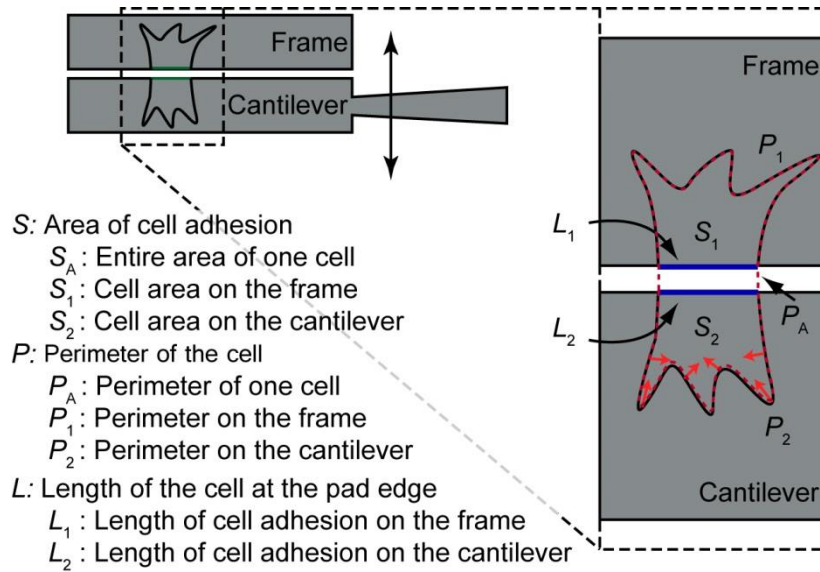 Frame
Cantilever
S: Area of cell adhesion
S_A : Entire area of one cell
S_1 : Cell area on the frame
S_2 : Cell area on the cantilever
P: Perimeter of the cell
P_A : Perimeter of one cell
P_1 : Perimeter on the frame
P_2 : Perimeter on the cantilever
L: Length of the cell at the pad edge
L_1 : Length of cell adhesion on the frame
L_2 : Length of cell adhesion on the cantilever
Frame
P_1
L_1
S_1
P_A
L_2
S_2
P_2
Cantilever